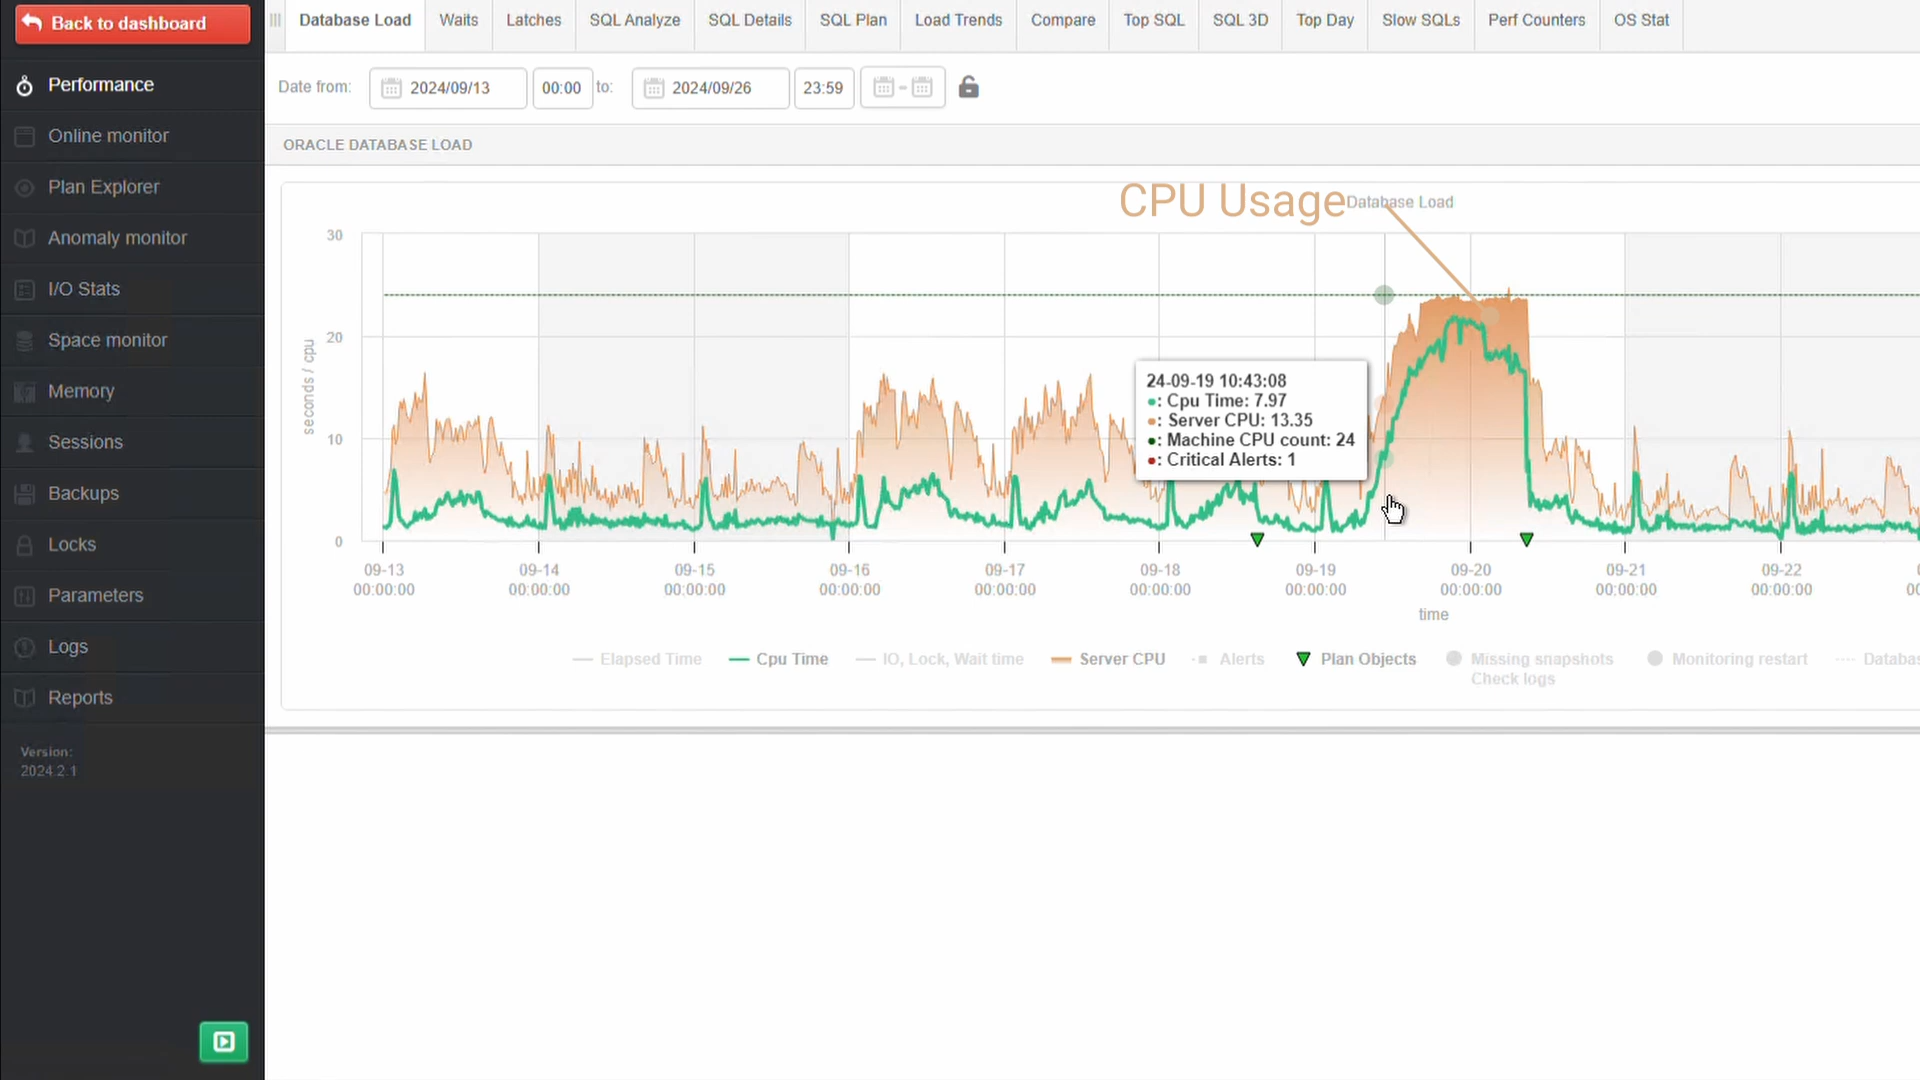 Back to dashboard
Performance
Online monitor
Plan Explorer
Anomaly monitor
I/O Stats
Space monitor
Memory
Sessions
Backups
Locks
Parameters
Logs
Reports
Version:
2024.2.1
Database Load Waits Latches SQL Analyze SQL Details SQL Plan Load Trends Compare Top SQL SQL 3D Top Day Slow SQLs Perf Counters OS Stat
Date from: 2024/09/13 00:00 to: 2024/09/26 23:59
ORACLE DATABASE LOAD
CPU Usage
Database Load
30
20
10
0
seconds / cpu
24-09-19 10:43:08
: Cpu Time: 7.97
: Server CPU: 13.35
: Machine CPU count: 24
: Critical Alerts: 1
09-13 09-14 09-15 09-16 09-17 09-18 09-19 09-20 09-21 09-22
00:00:00 00:00:00 00:00:00 00:00:00 00:00:00 00:00:00 00:00:00 00:00:00 00:00:00 00:00:00
time
Elapsed Time Cpu Time IO, Lock, Wait time Server CPU Alerts Plan Objects Missing snapshots Monitoring restart
Check logs